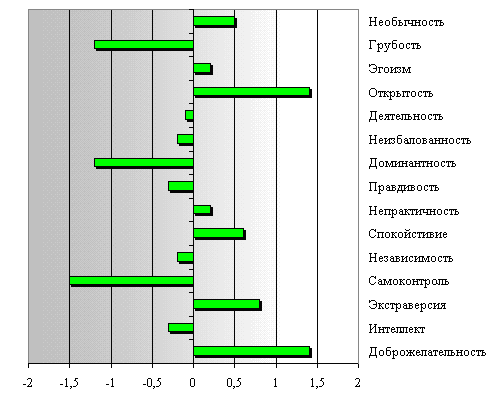 Необычность
Грубость
Эгоизм
Открытость
Деятельность
Неизбалованность
Доминантность
Правдивость
Непрактичность
Спокойстивие
Независимость
Самоконтроль
Экстраверсия
Интеллект
Доброжелательность
-2 -1,5 -1 -0,5 0 0,5 1 1,5 2